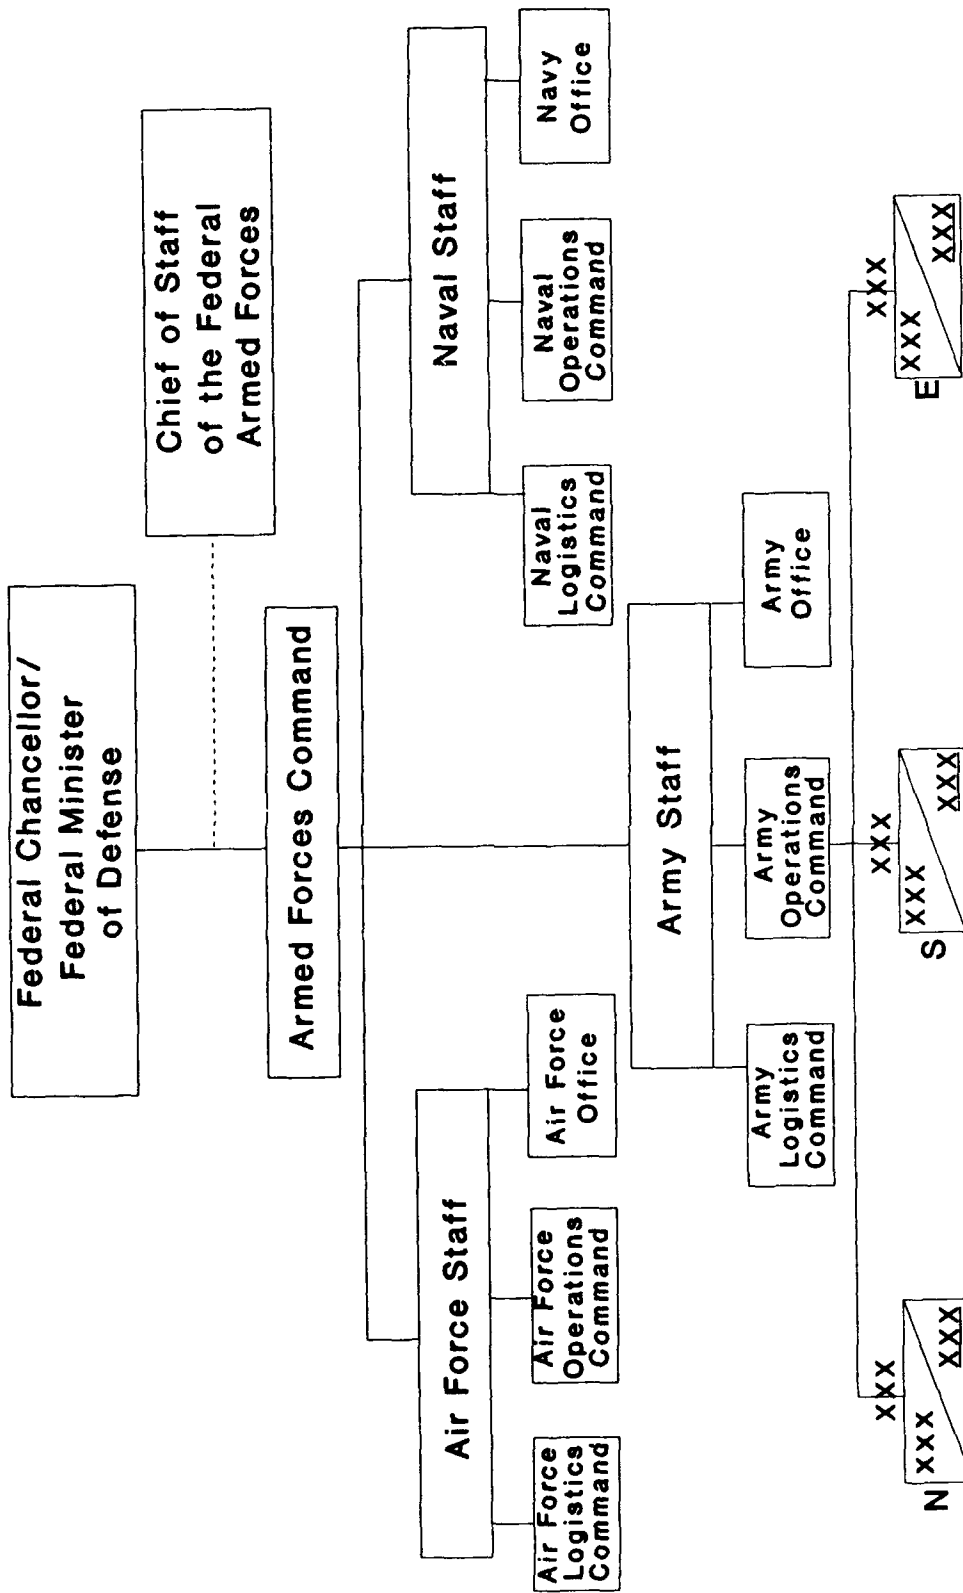 Federal Chancellor/
Federal Minister
of Defense
Chief of Staff
of the Federal
Armed Forces
Armed Forces Command
Air Force Staff
Naval Staff
Air Force
Logistics
Command
Air Force
Operations
Command
Air Force
Office
Naval
Logistics
Command
Naval
Operations
Command
Navy
Office
Army Staff
Army
Logistics
Command
Army
Operations
Command
Army
Office
XXX
XXX
XXX
N
XXX
XXX
XXX
S
XXX
XXX
XXX
E